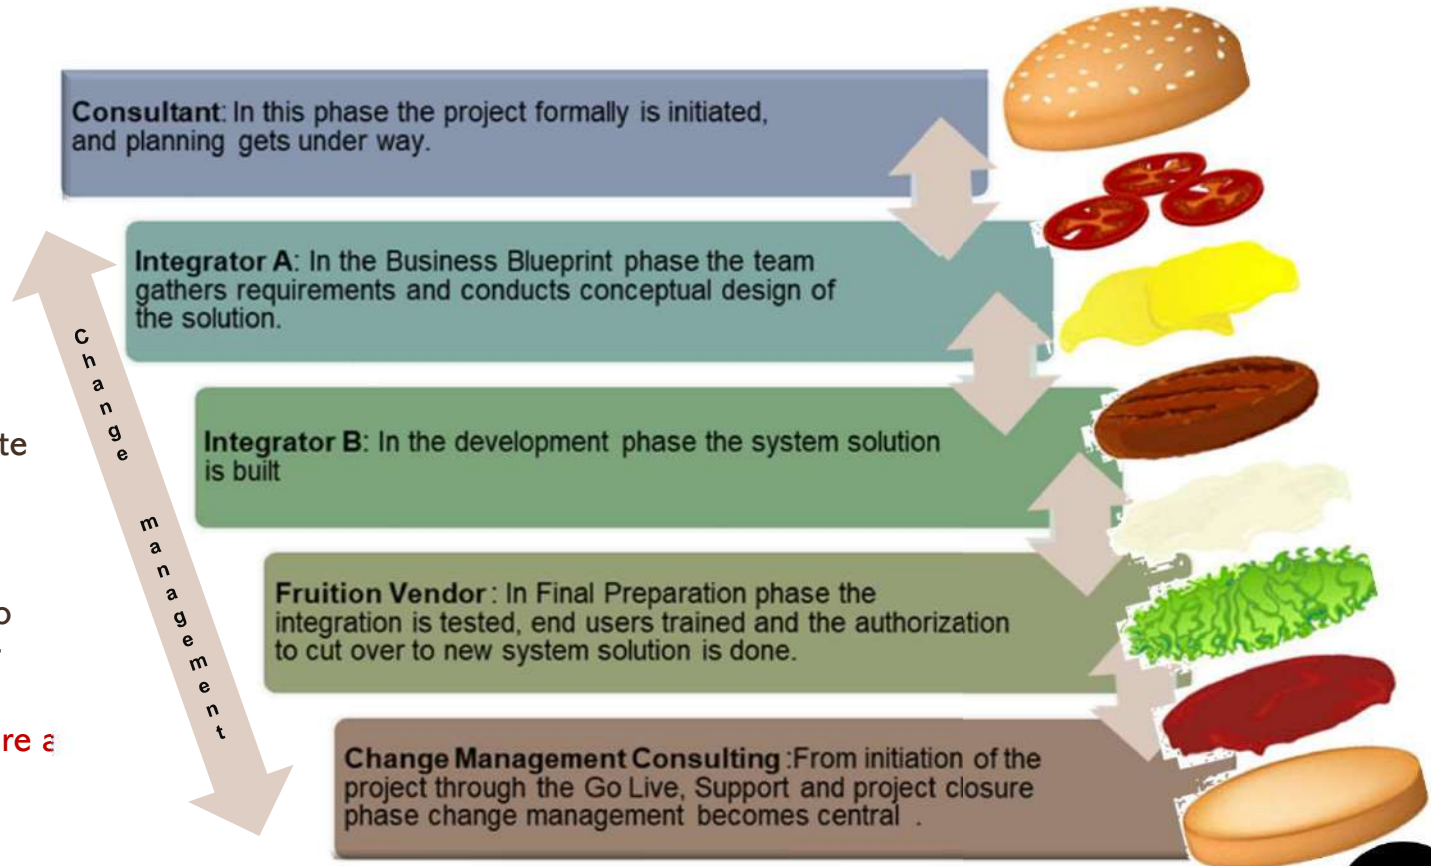 Consultant: In this phase the project formally is initiated,
and planning gets under way.
Integrator A: In the Business Blueprint phase the team
gathers requirements and conducts conceptual design of
the solution.
Change management
te
Integrator B: In the development phase the system solution
is built
Fruition Vendor : In Final Preparation phase the
integration is tested, end users trained and the authorization
to cut over to new system solution is done.
re a
Change Management Consulting :From initiation of the
project through the Go Live, Support and project closure
phase change management becomes central .